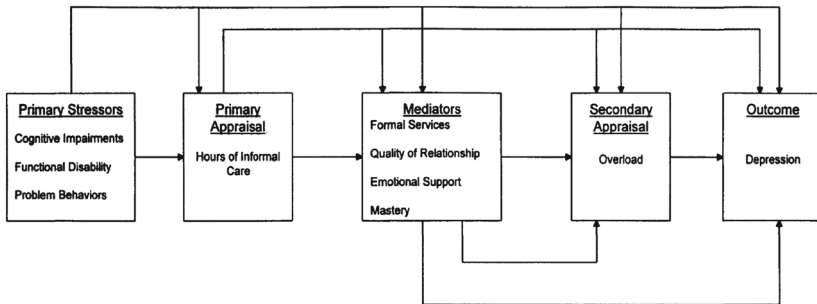 Primary Stressors
Cognitive Impairments
Functional Disability
Problem Behaviors
Primary
Appraisal
Hours of Informal
Care
Mediators
Formal Services
Quality of Relationship
Emotional Support
Mastery
Secondary
Appraisal
Overload
Outcome
Depression